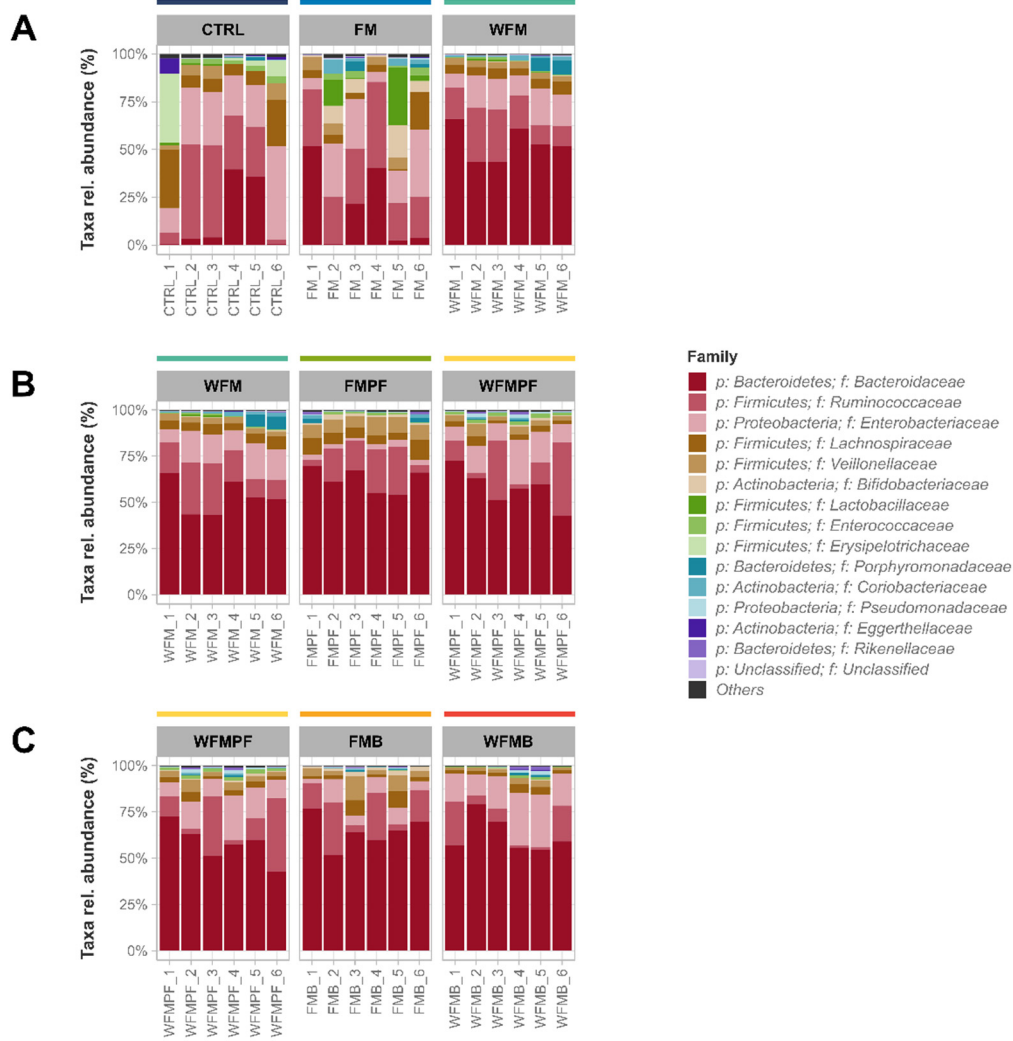 A
CTRL
FM
WFM
Taxa rel. abundance (%)
100%
75%
50%
25%
0%
CTRL_1
CTRL_2
CTRL_3
CTRL_4
CTRL_5
CTRL_6
FM_1
FM_2
FM_3
FM_4
FM_5
FM_6
WFM_1
WFM_2
WFM_3
WFM_4
WFM_5
WFM_6
B
WFM
FMPF
WFMPF
Taxa rel. abundance (%)
100%
75%
50%
25%
0%
WFM_1
WFM_2
WFM_3
WFM_4
WFM_5
WFM_6
FMPF_1
FMPF_2
FMPF_3
FMPF_4
FMPF_5
FMPF_6
WFMPF_1
WFMPF_2
WFMPF_3
WFMPF_4
WFMPF_5
WFMPF_6
Family
p: Bacteroidetes; f: Bacteroidaceae
p: Firmicutes; f: Ruminococcaceae
p: Proteobacteria; f: Enterobacteriaceae
p: Firmicutes; f: Lachnospiraceae
p: Firmicutes; f: Veillonellaceae
p: Actinobacteria; f: Bifidobacteriaceae
p: Firmicutes; f: Lactobacillaceae
p: Firmicutes; f: Enterococcaceae
p: Firmicutes; f: Erysipelotrichaceae
p: Bacteroidetes; f: Porphyromonadaceae
p: Actinobacteria; f: Coriobacteriaceae
p: Proteobacteria; f: Pseudomonadaceae
p: Actinobacteria; f: Eggerthellaceae
p: Bacteroidetes; f: Rikenellaceae
p: Unclassified; f: Unclassified
Others
C
WFMPF
FMB
WFMB
Taxa rel. abundance (%)
100%
75%
50%
25%
0%
WFMPF_1
WFMPF_2
WFMPF_3
WFMPF_4
WFMPF_5
WFMPF_6
FMB_1
FMB_2
FMB_3
FMB_4
FMB_5
FMB_6
WFMB_1
WFMB_2
WFMB_3
WFMB_4
WFMB_5
WFMB_6